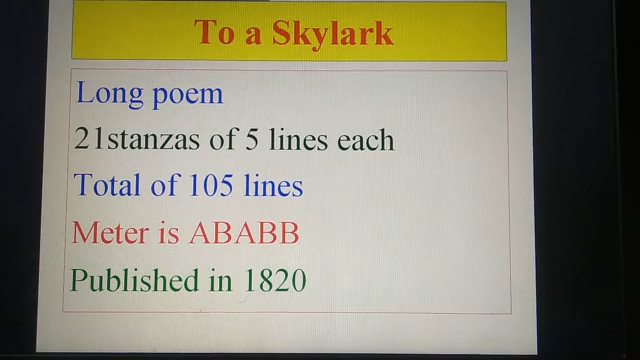 To a Skylark
Long poem
21stanzas of 5 lines each
Total of 105 lines
Meter is ABABB
Published in 1820